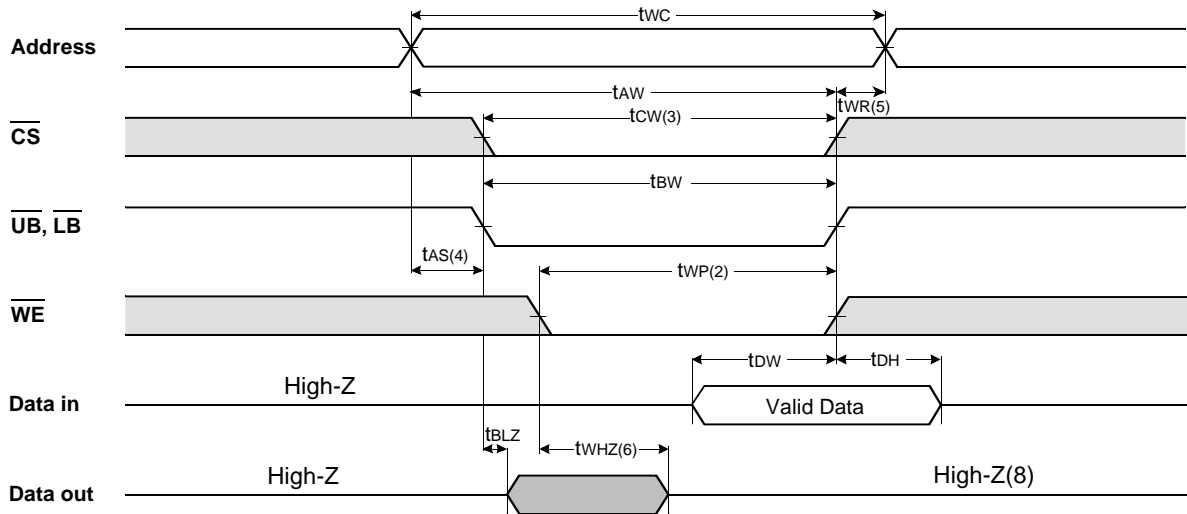 tWC
Address
tAW
tWR(5)
tCW(3)
CS
tBW
UB, LB
tAS(4)
tWP(2)
WE
tDW
tDH
High-Z
Data in
Valid Data
tBLZ
tWHZ(6)
High-Z
High-Z(8)
Data out